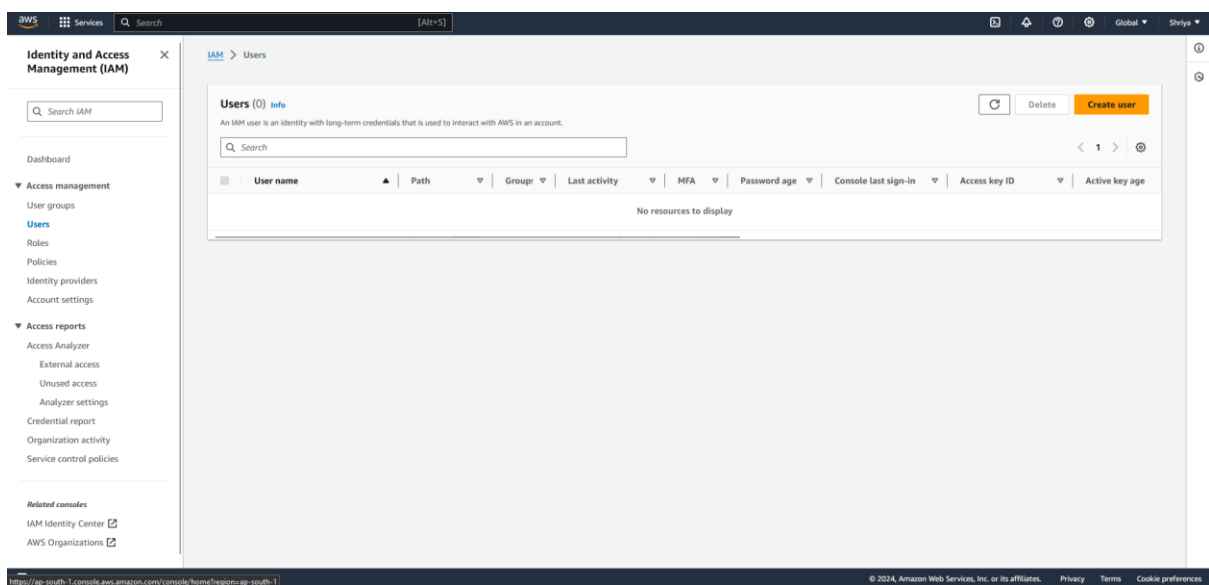 aws Services Search [Alt+S] Global Shriya
Identity and Access
Management (IAM)
Search IAM
Dashboard
Access management
User groups
Users
Roles
Policies
Identity providers
Account settings
Access reports
Access Analyzer
External access
Unused access
Analyzer settings
Credential report
Organization activity
Service control policies
Related consoles
IAM Identity Center
AWS Organizations
IAM > Users
Users (0) Info
Delete Create user
An IAM user is an identity with long-term credentials that is used to interact with AWS in an account.
Search
< 1 >
User name Path Group: Last activity MFA Password age Console last sign-in Access key ID Active key age
No resources to display
https://ap-south-1.console.aws.amazon.com/console/home?region=ap-south-1
© 2024, Amazon Web Services, Inc. or its affiliates. Privacy Terms Cookie preferences